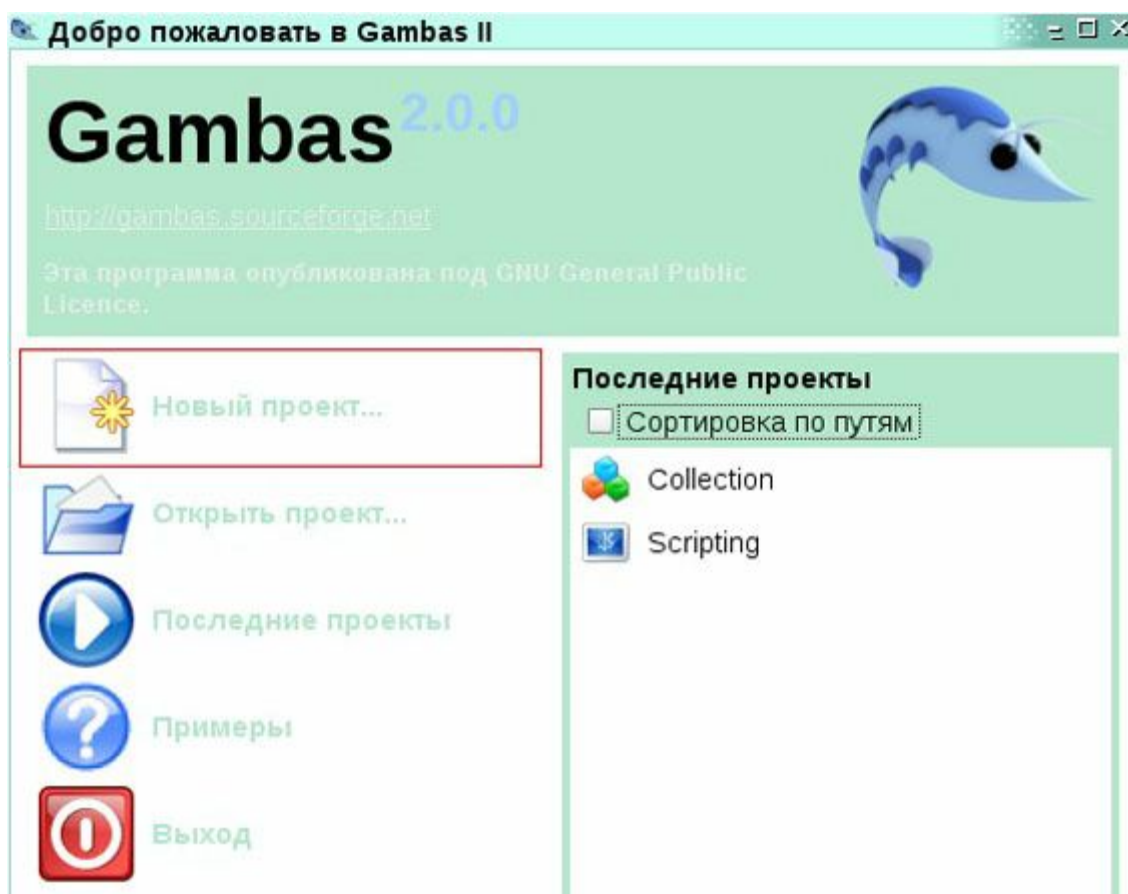 Добро пожаловать в Gambas II
Gambas 2.0.0
http://gambas.sourceforge.net
Эта программа опубликована под GNU General Public
Licence.
Новый проект...
Открыть проект...
Последние проекты
Примеры
Выход
Последние проекты
Сортировка по путям
Collection
Scripting